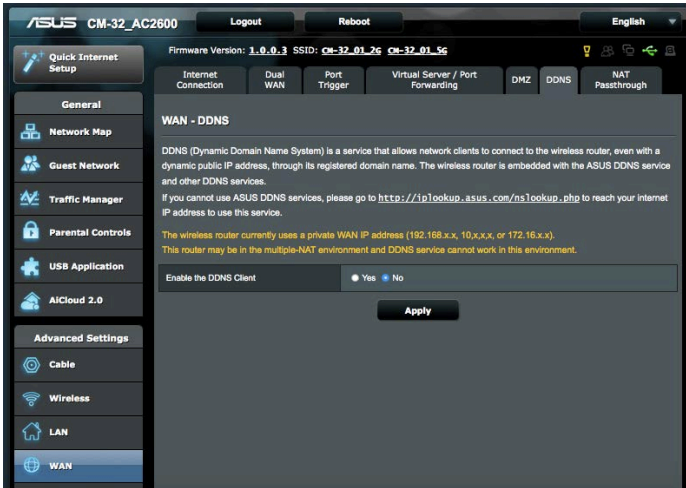 ASUS CM-32_AC2600
Logout
Reboot
English
Quick Internet Setup
Firmware Version: 1.0.0.3 SSID: CM-32_01_2G CM-32_01_5G
Internet Connection
Dual WAN
Port Trigger
Virtual Server / Port Forwarding
DMZ
DDNS
NAT Passthrough
General
Network Map
Guest Network
Traffic Manager
Parental Controls
USB Application
AiCloud 2.0
Advanced Settings
Cable
Wireless
LAN
WAN
WAN - DDNS
DDNS (Dynamic Domain Name System) is a service that allows network clients to connect to the wireless router, even with a
dynamic public IP address, through its registered domain name. The wireless router is embedded with the ASUS DDNS service
and other DDNS services.
If you cannot use ASUS DDNS services, please go to http://iplookup.asus.com/nslookup.php to reach your internet
IP address to use this service.
The wireless router currently uses a private WAN IP address (192.168.x.x, 10,x,x,x, or 172.16.x.x).
This router may be in the multiple-NAT environment and DDNS service cannot work in this environment.
Enable the DDNS Client
Yes No
Apply